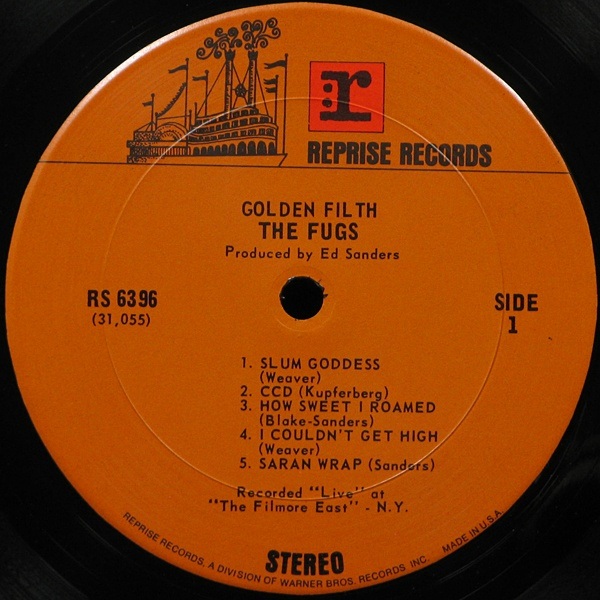 r:
REPRISE RECORDS
GOLDEN FILTH
THE FUGS
Produced by Ed Sanders
RS 6396
(31,055)
SIDE
1
1. SLUM GODDESS
(Weaver)
2. CCD (Kupferberg)
3. HOW SWEET I ROAMED
(Blake-Sanders)
4. I COULDN'T GET HIGH
(Weaver)
5. SARAN WRAP (Sanders)
Recorded "Live" at
"The Fillmore East" - N.Y.
STEREO
REPRISE RECORDS, A DIVISION OF WARNER BROS. RECORDS INC. MADE IN U.S.A.